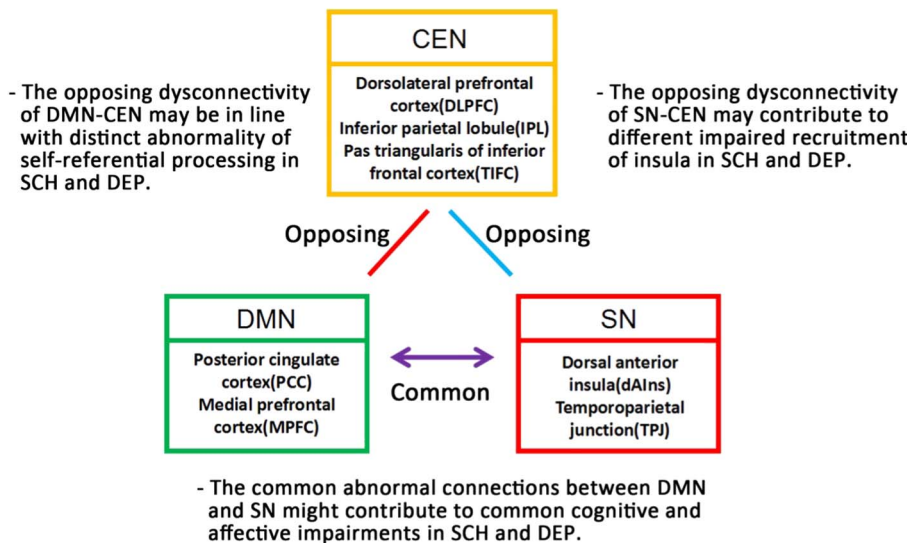 CEN
Dorsolateral prefrontal
cortex(DLPFC)
Inferior parietal lobule(IPL)
Pas triangularis of inferior
frontal cortex(TIFC)
- The opposing dysconnectivity
of DMN-CEN may be in line
with distinct abnormality of
self-referential processing in
SCH and DEP.
- The opposing dysconnectivity
of SN-CEN may contribute to
different impaired recruitment
of insula in SCH and DEP.
Opposing
Opposing
DMN
Posterior cingulate
cortex(PCC)
Medial prefrontal
cortex(MPFC)
Common
SN
Dorsal anterior
insula(dAIns)
Temporoparietal
junction(TPJ)
- The common abnormal connections between DMN
and SN might contribute to common cognitive and
affective impairments in SCH and DEP.